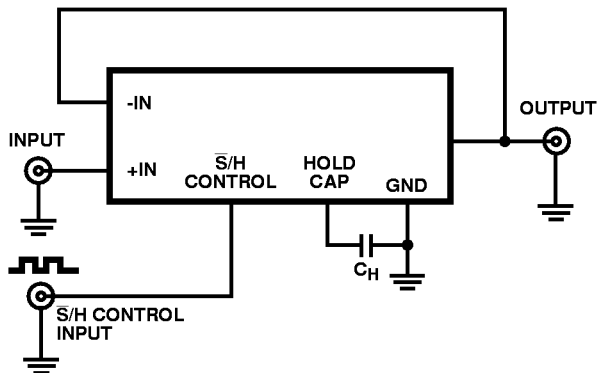 -IN
OUTPUT
INPUT
+IN
S̅/H
CONTROL
HOLD
CAP
GND
CH
S̅/H CONTROL
INPUT